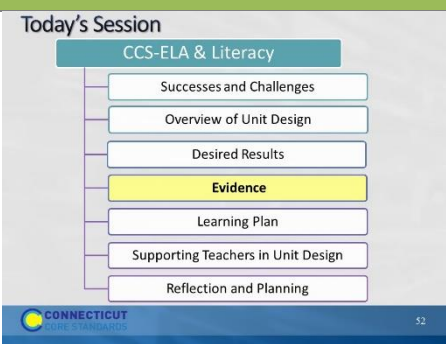 Today's Session
CCS-ELA & Literacy
Successes and Challenges
Overview of Unit Design
Desired Results
Evidence
Learning Plan
Supporting Teachers in Unit Design
Reflection and Planning
CONNECTICUT
CORE STANDARDS
52